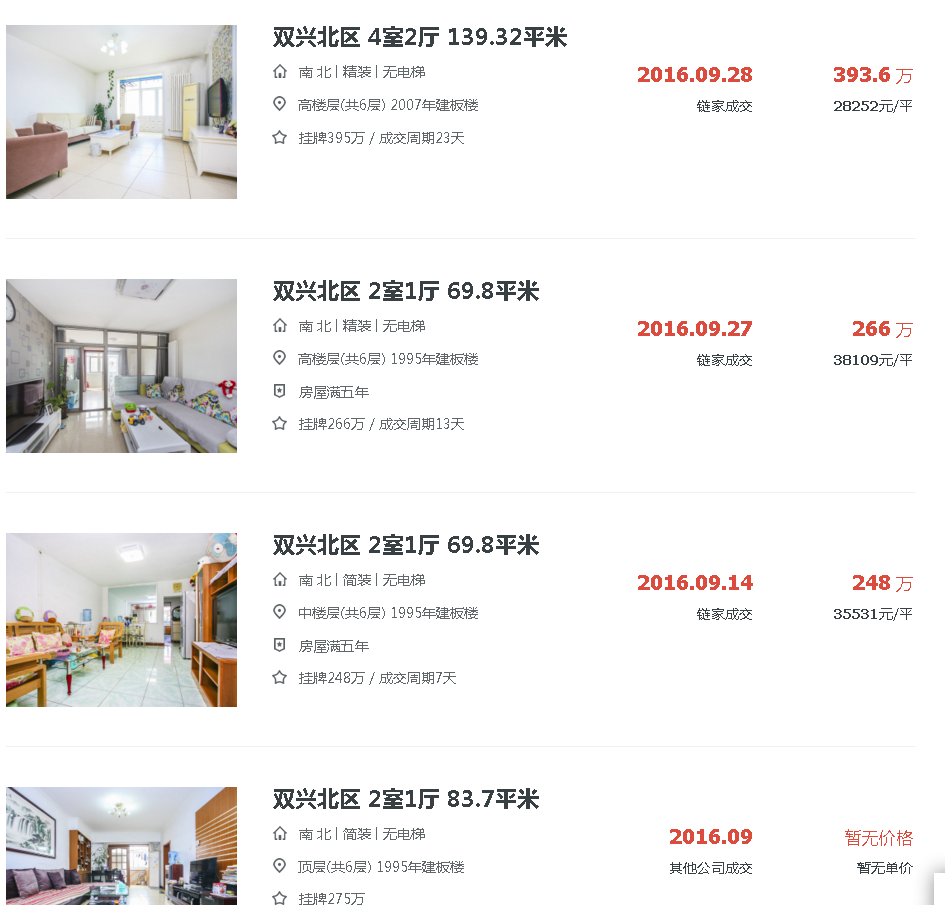 双兴北区 4室2厅 139.32平米
南 北 | 精装 | 无电梯
2016.09.28
393.6 万
高楼层(共6层) 2007年建板楼
链家成交
28252元/平
挂牌395万 / 成交周期23天
双兴北区 2室1厅 69.8平米
南 北 | 精装 | 无电梯
2016.09.27
266 万
高楼层(共6层) 1995年建板楼
链家成交
38109元/平
房屋满五年
挂牌266万 / 成交周期13天
双兴北区 2室1厅 69.8平米
南 北 | 简装 | 无电梯
2016.09.14
248 万
中楼层(共6层) 1995年建板楼
链家成交
35531元/平
房屋满五年
挂牌248万 / 成交周期7天
双兴北区 2室1厅 83.7平米
南 北 | 简装 | 无电梯
2016.09
暂无价格
顶层(共6层) 1995年建板楼
其他公司成交
暂无单价
挂牌275万